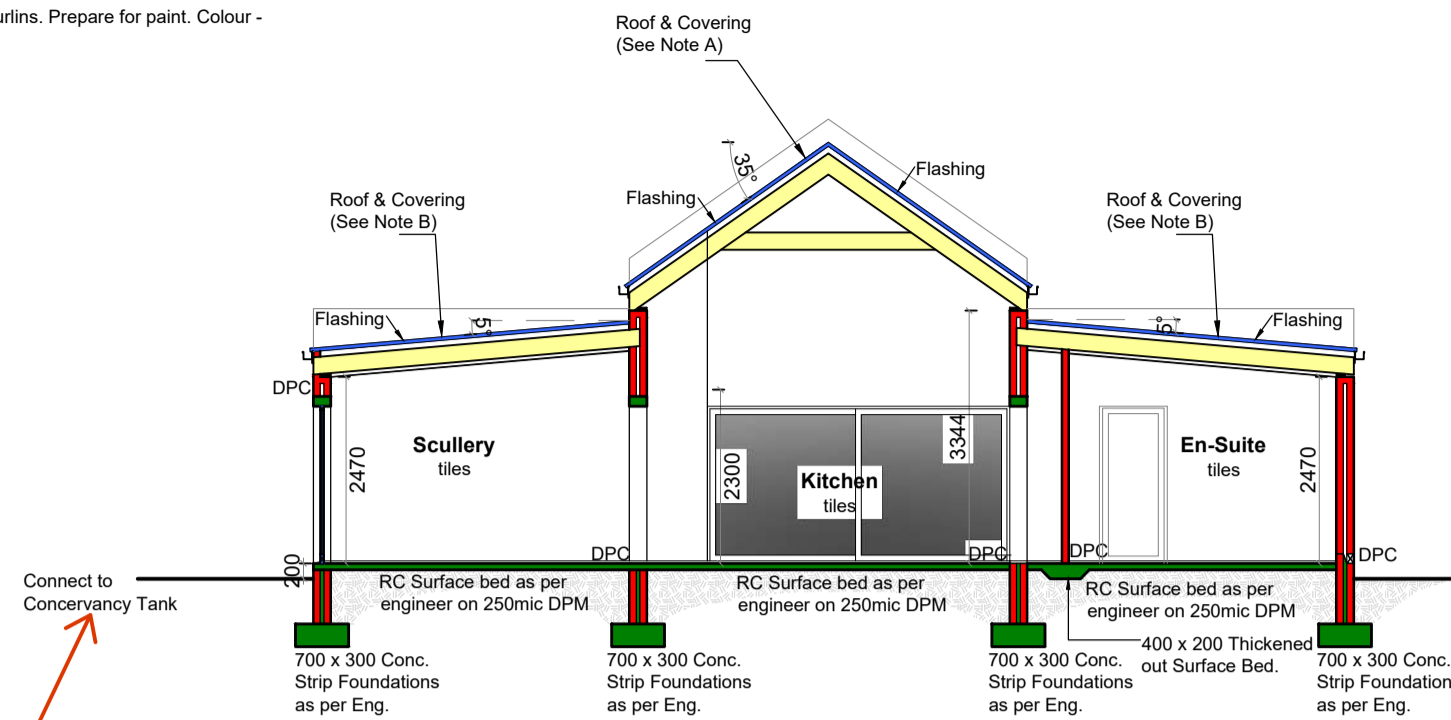 urlins. Prepare for paint. Colour -
Roof & Covering
(See Note A)
35°
Flashing
Flashing
Roof & Covering
(See Note B)
Roof & Covering
(See Note B)
Flashing
5°
5°
Flashing
DPC
Scullery
tiles
2470
2300
Kitchen
tiles
3344
En-Suite
tiles
2470
DPC
DPC
DPC
DPC
200
Connect to
Concervancy Tank
RC Surface bed as per
engineer on 250mic DPM
RC Surface bed as per
engineer on 250mic DPM
RC Surface bed as per
engineer on 250mic DPM
400 x 200 Thickened
out Surface Bed.
700 x 300 Conc.
Strip Foundations
as per Eng.
700 x 300 Conc.
Strip Foundations
as per Eng.
700 x 300 Conc.
Strip Foundations
as per Eng.
700 x 300 Conc.
Strip Foundation
as per Eng.